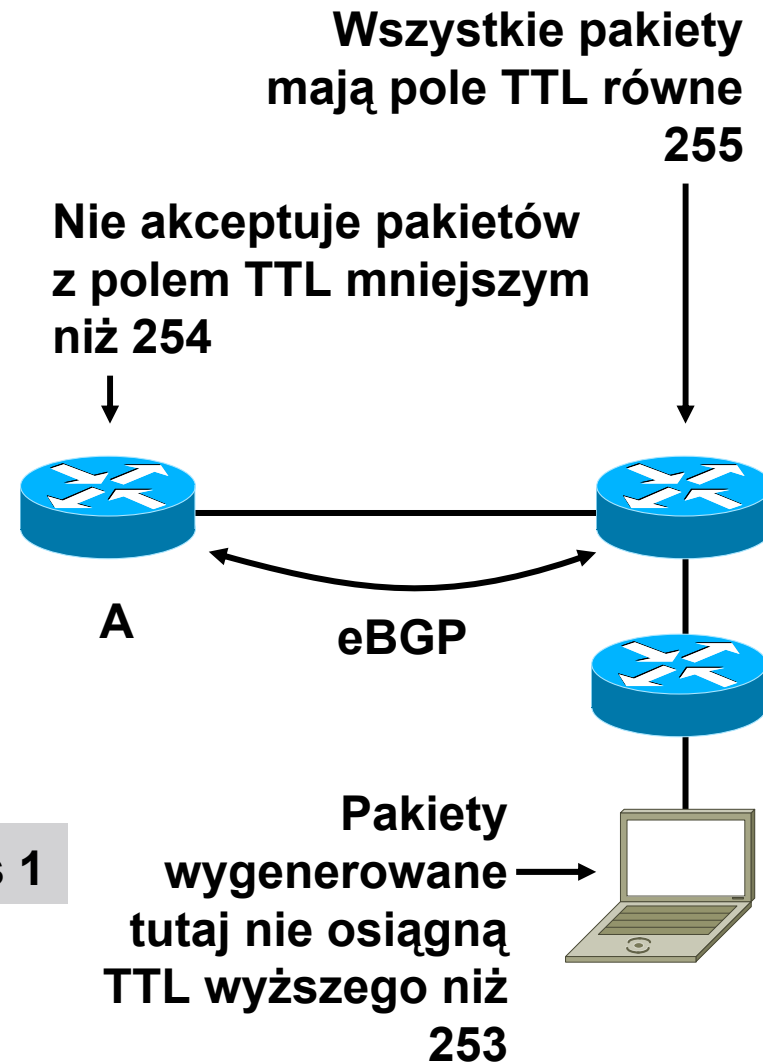 Wszystkie pakiety
mają pole TTL równe
255
Nie akceptuje pakietów
z polem TTL mniejszym
niż 254
A
eBGP
s 1
Pakiety
wygenerowane
tutaj nie osiągną
TTL wyższego niż
253